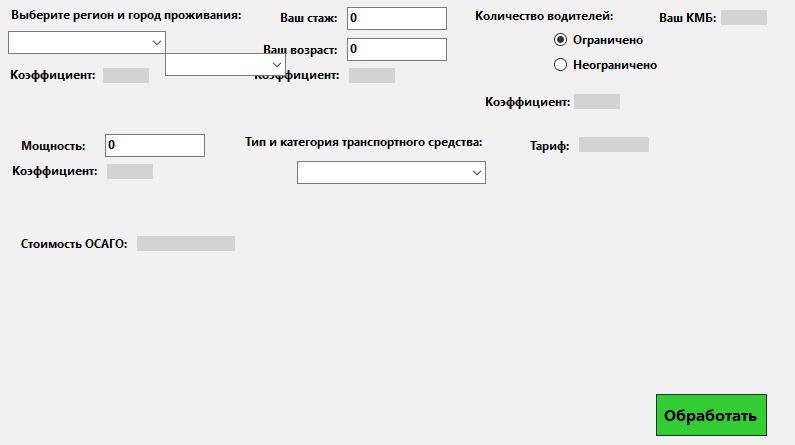 Выберите регион и город проживания:
Коэффициент:
Ваш стаж: 0
Ваш возраст: 0
Коэффициент:
Количество водителей:
Ограничено
Неограничено
Коэффициент:
Ваш КМБ:
Мощность: 0
Коэффициент:
Тип и категория транспортного средства:
Тариф:
Стоимость ОСАГО:
Обработать